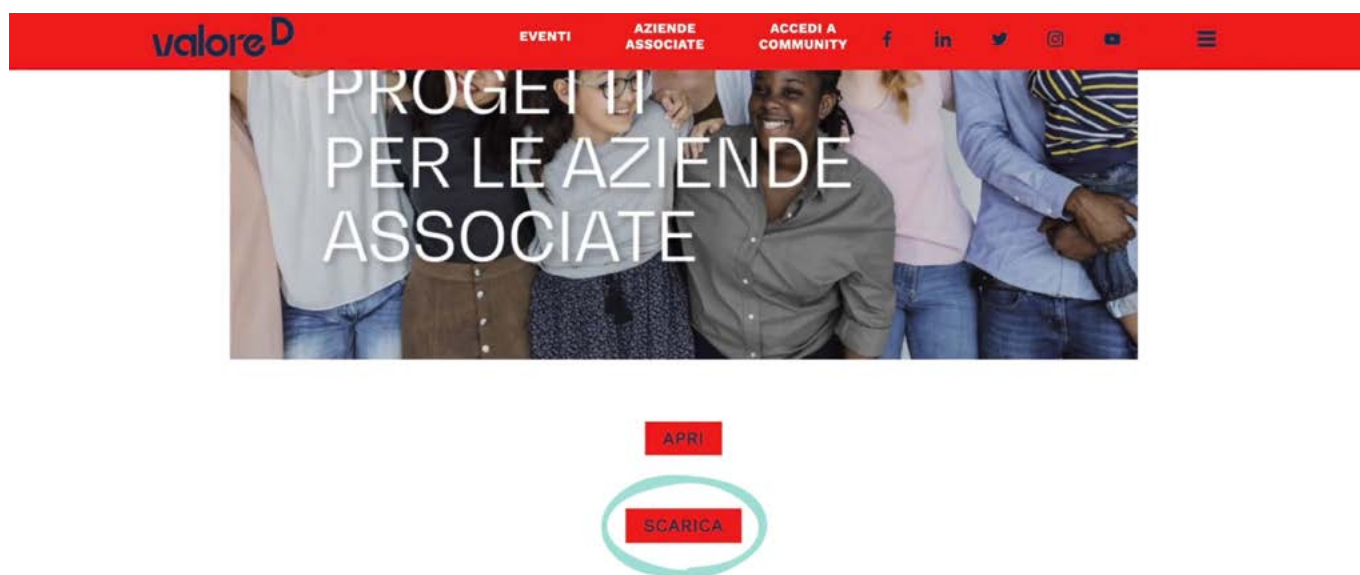 valore D
EVENTI
AZIENDE
ASSOCIATE
ACCEDI A
COMMUNITY
PROGETTI
PER LE AZIENDE
ASSOCIATE
APRI
SCARICA